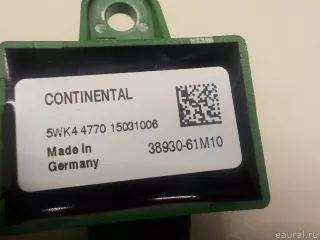 CONTINENTAL
5WK4 4770 15031006
Made in
Germany
38930-61M10
© eaural.ru